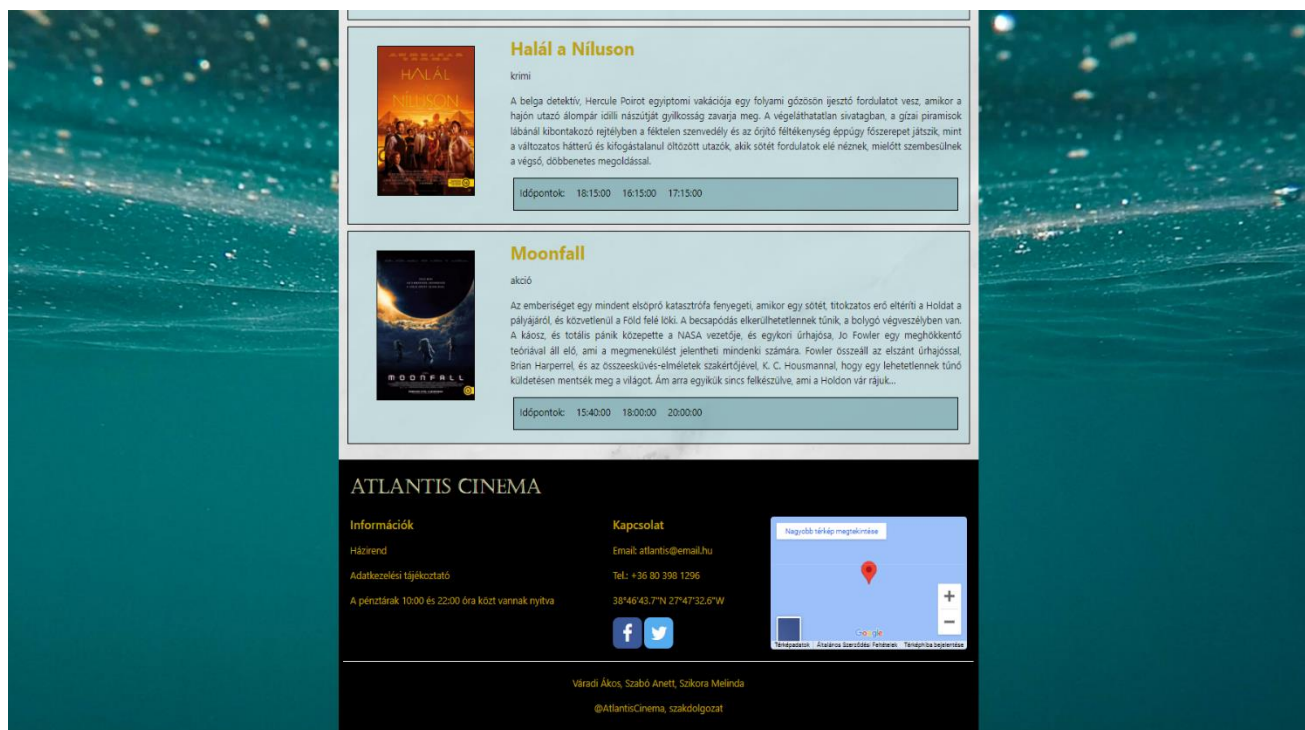 HALÁL
NÍLUSON
Halál a Níluson
krimi
A belga detektív, Hercule Poirot egyiptomi vakációja egy folyami gőzösön ijesztő fordulatot vesz, amikor a
hajón utazó álompár idilli nászútját gyilkosság zavarja meg. A végeláthatatlan sivatagban, a gízai piramisok
lábánál kibontakozó rejtélyben a féktelen szenvedély és az őrjítő féltékenység éppúgy főszerepet játszik, mint
a változatos hátterű és kifogástalanul öltözött utazók, akik sötét fordulatok elé néznek, mielőtt szembesülnek
a végső, döbbenetes megoldással.
Időpontok: 18:15:00 16:15:00 17:15:00
MOONFALL
Moonfall
akció
Az emberiséget egy mindent elsöprő katasztrófa fenyegeti, amikor egy sötét, titokzatos erő eltéríti a Holdat a
pályájáról, és közvetlenül a Föld felé löki. A becsapódás elkerülhetetlennek tűnik, a bolygó végveszélyben van.
A káosz, és totális pánik közepette a NASA vezetője, és egykori űrhajósa, Jo Fowler egy meghökkentő
teóriával áll elő, ami a megmenekülést jelentheti mindenki számára. Fowler összeáll az elszánt űrhajóssal,
Brian Harperrel, és az összeesküvés-elméletek szakértőjével, K. C. Housmannal, hogy egy lehetetlennek tűnő
küldetésen mentsék meg a világot. Ám arra egyikük sincs felkészülve, ami a Holdon vár rájuk...
Időpontok: 15:40:00 18:00:00 20:00:00
ATLANTIS CINEMA
Információk
Házirend
Adatkezelési tájékoztató
A pénztárak 10:00 és 22:00 óra közt vannak nyitva
Kapcsolat
Email: atlantis@email.hu
Tel.: +36 80 398 1296
38°46'43.7"N 27°47'32.6"W
Nagyobb térkép megtekintése
Google
Térképadatok Általános Szerződési Feltételek Térképhiba bejelentése
Váradi Ákos, Szabó Anett, Szikora Melinda
@AtlantisCinema, szakdolgozat